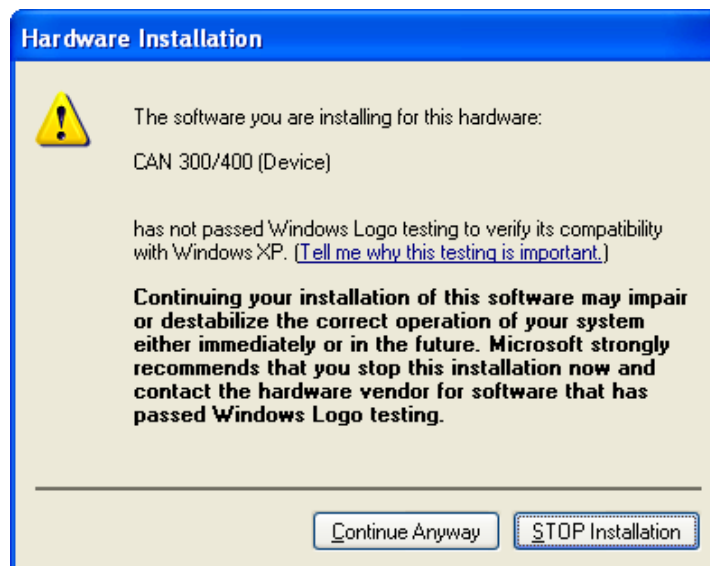 Hardware Installation
The software you are installing for this hardware:
CAN 300/400 (Device)
has not passed Windows Logo testing to verify its compatibility
with Windows XP. (Tell me why this testing is important.)
Continuing your installation of this software may impair
or destabilize the correct operation of your system
either immediately or in the future. Microsoft strongly
recommends that you stop this installation now and
contact the hardware vendor for software that has
passed Windows Logo testing.
Continue Anyway
STOP Installation